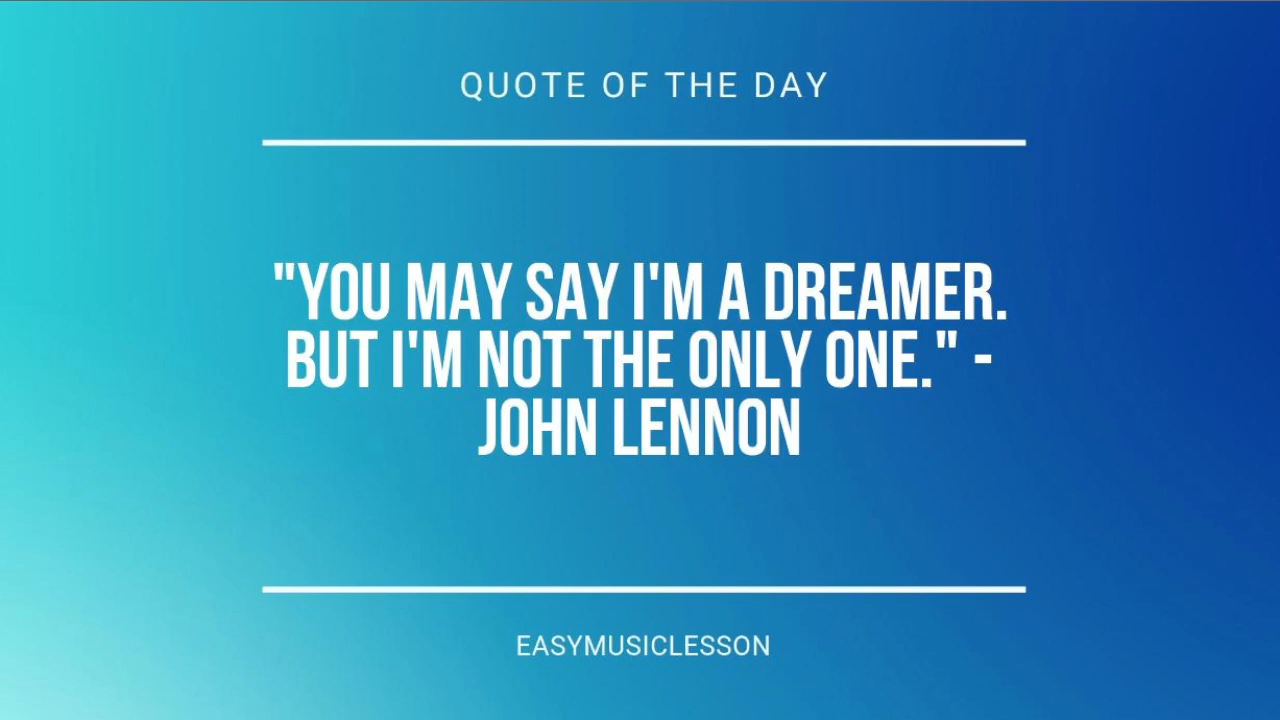 QUOTE OF THE DAY
"YOU MAY SAY I'M A DREAMER.
BUT I'M NOT THE ONLY ONE." -
JOHN LENNON
EASYMUSICLESSON